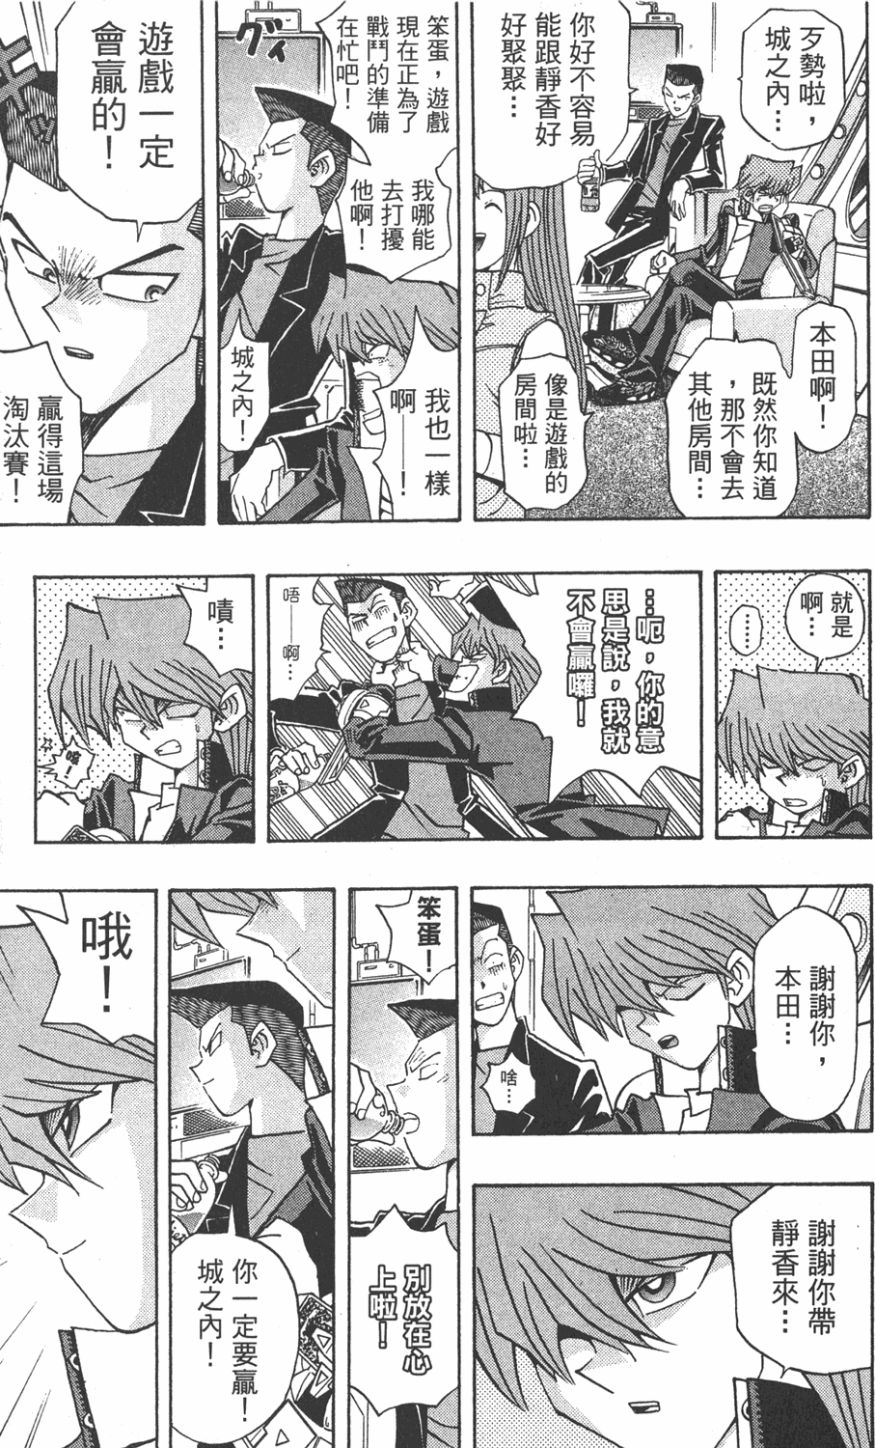 歹勢啦，
城之內…
你好不容易
能跟靜香好
好聚聚…
本田啊！
既然你知道
，那不會去
其他房間…
像是遊戲的
房間啦…
笨蛋，遊戲
現在正為了
戰鬥的準備
在忙吧！
我哪能
去打擾
他啊！
我也一樣
啊——！
城之內！
遊戲一定
會贏的！
贏得這場
淘汰賽！
就是
啊…
……
…呃，你的意
思是說，我就
不會贏囉！
唔——啊…
嘖…
謝謝你，
本田…
啥…
謝謝你帶
靜香來…
笨蛋！
別放在心
上啦！
你一定要贏！
城之內！
哦！